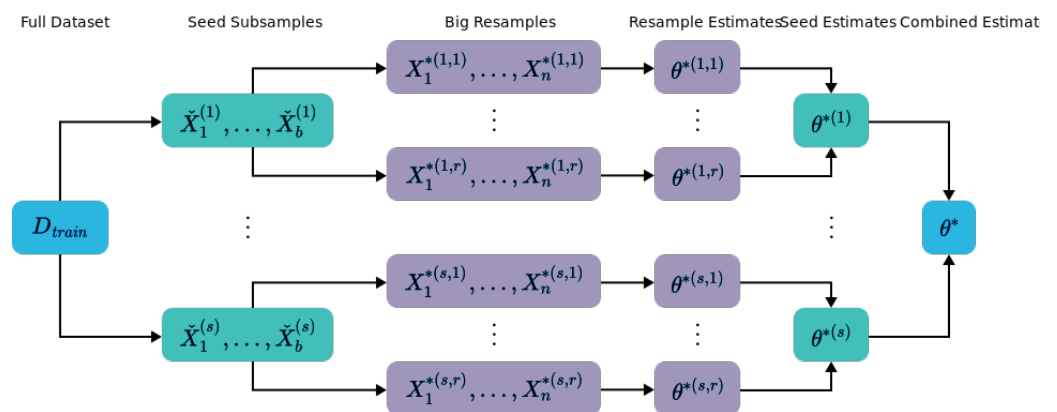 Full Dataset Seed Subsamples Big Resamples Resample Estimates Seed Estimates Combined Estimat
X_1^{*(1,1)}, . . . , X_n^{*(1,1)} θ^{*(1,1)}
X̌_1^{(1)}, . . . , X̌_b^{(1)} ⋮ ⋮ θ^{*(1)}
X_1^{*(1,r)}, . . . , X_n^{*(1,r)} θ^{*(1,r)}
D_{train} ⋮ ⋮ θ^*
X_1^{*(s,1)}, . . . , X_n^{*(s,1)} θ^{*(s,1)}
X̌_1^{(s)}, . . . , X̌_b^{(s)} ⋮ ⋮ θ^{*(s)}
X_1^{*(s,r)}, . . . , X_n^{*(s,r)} θ^{*(s,r)}